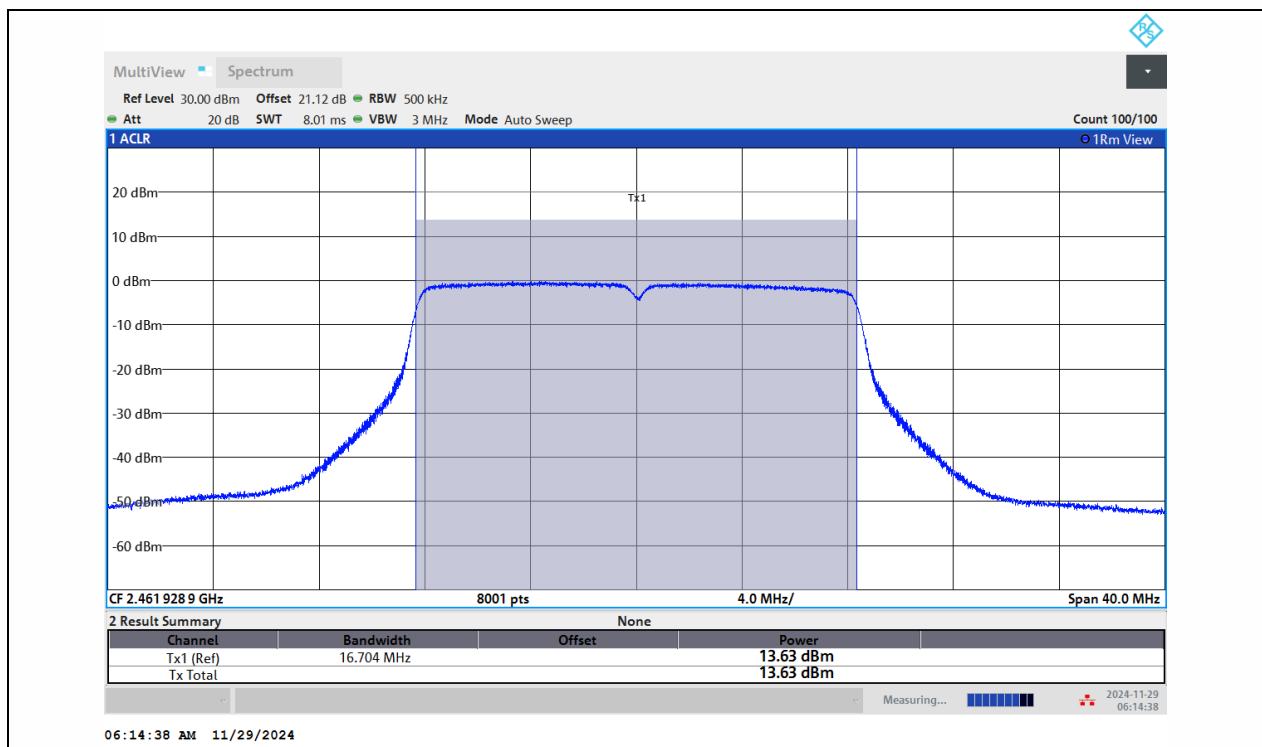 R S
MultiView Spectrum
Ref Level 30.00 dBm Offset 21.12 dB RBW 500 kHz
Att 20 dB SWT 8.01 ms VBW 3 MHz Mode Auto Sweep Count 100/100
1 ACLR 1Rm View
20 dBm
Tx1
10 dBm
0 dBm
-10 dBm
-20 dBm
-30 dBm
-40 dBm
-50 dBm
-60 dBm
CF 2.461 928 9 GHz 8001 pts 4.0 MHz/ Span 40.0 MHz
2 Result Summary None
Channel Bandwidth Offset Power
Tx1 (Ref) 16.704 MHz 13.63 dBm
Tx Total 13.63 dBm
Measuring... 2024-11-29
06:14:38
06:14:38 AM 11/29/2024